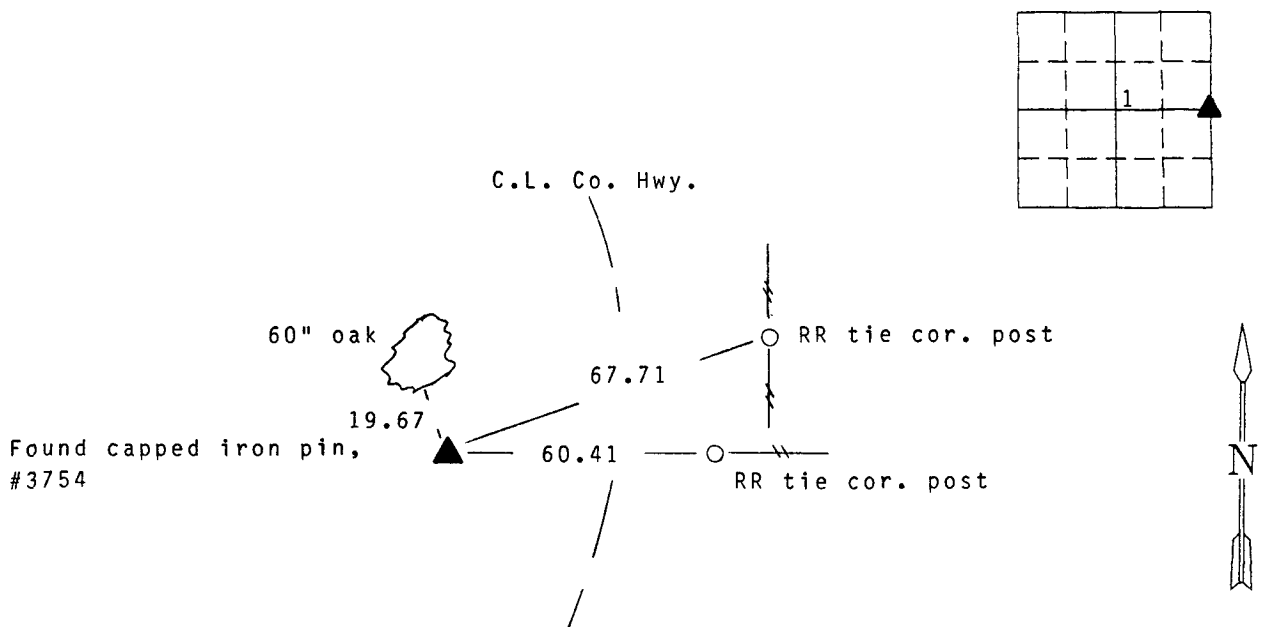 1
C.L. Co. Hwy.
60" oak
RR tie cor. post
67.71
19.67
Found capped iron pin,
#3754
60.41
RR tie cor. post
N